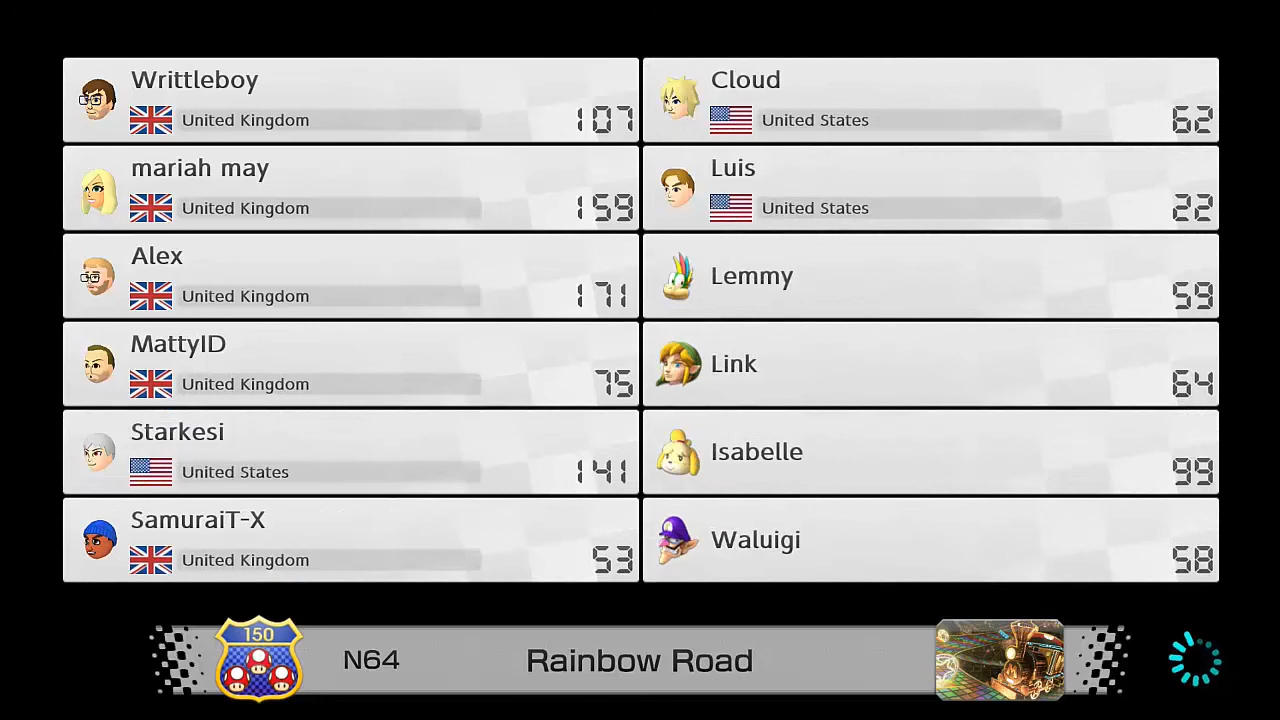 Writtleboy
United Kingdom
107
mariah may
United Kingdom
159
Alex
United Kingdom
171
MattyID
United Kingdom
75
Starkesi
United States
141
SamuraiT-X
United Kingdom
53
Cloud
United States
62
Luis
United States
22
Lemmy
59
Link
64
Isabelle
99
Waluigi
58
150
N64
Rainbow Road